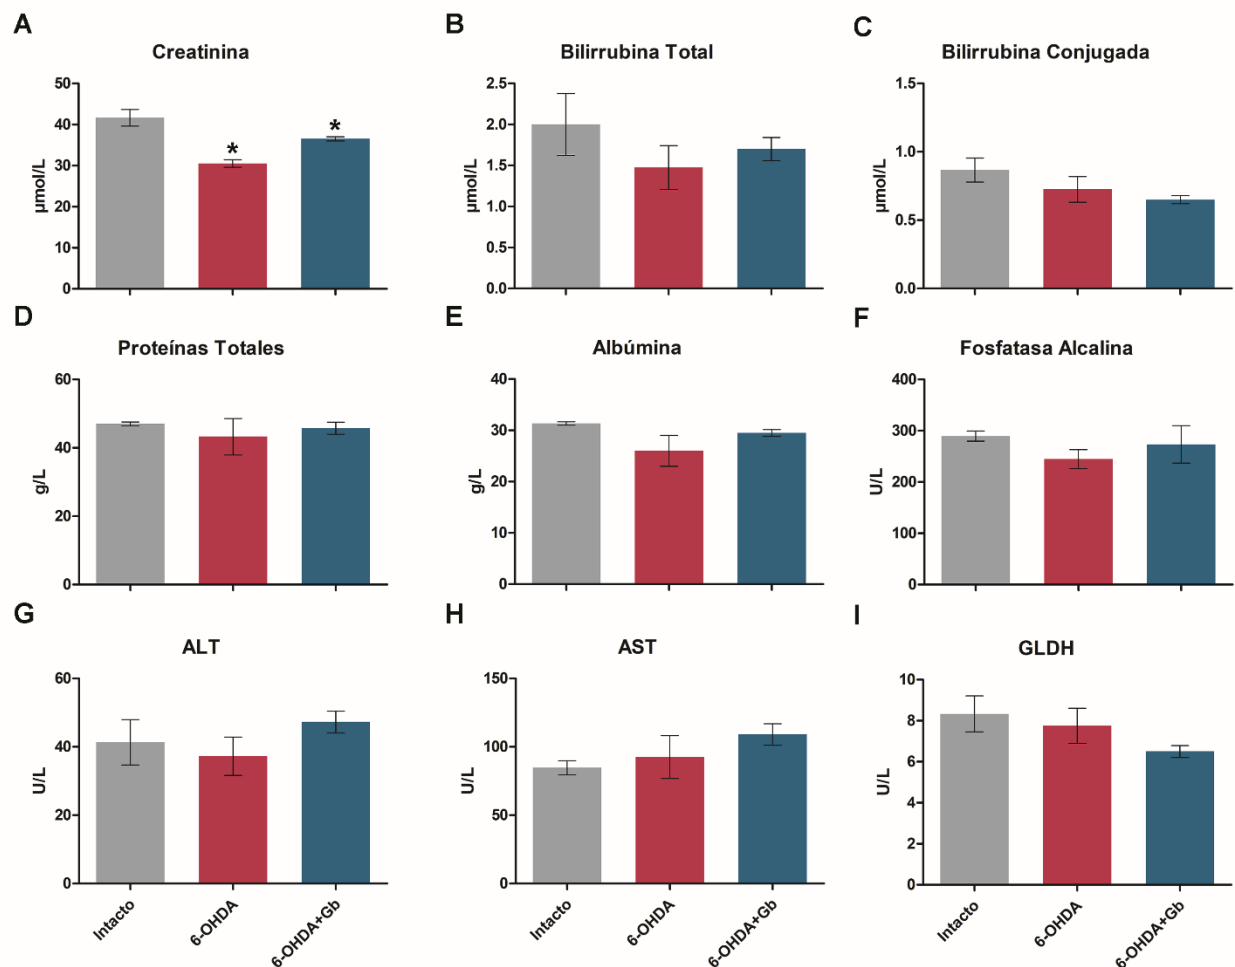 A
Creatinina
50
40
30
20
10
0
µmol/L
*
*
B
Bilirrubina Total
2.5
2.0
1.5
1.0
0.5
0.0
µmol/L
C
Bilirrubina Conjugada
1.5
1.0
0.5
0.0
µmol/L
D
Proteínas Totales
60
40
20
0
g/L
E
Albúmina
40
30
20
10
0
g/L
F
Fosfatasa Alcalina
400
300
200
100
0
U/L
G
ALT
60
40
20
0
U/L
Intacto
6-OHDA
6-OHDA+Gb
H
AST
150
100
50
0
U/L
Intacto
6-OHDA
6-OHDA+Gb
I
GLDH
10
8
6
4
2
0
U/L
Intacto
6-OHDA
6-OHDA+Gb